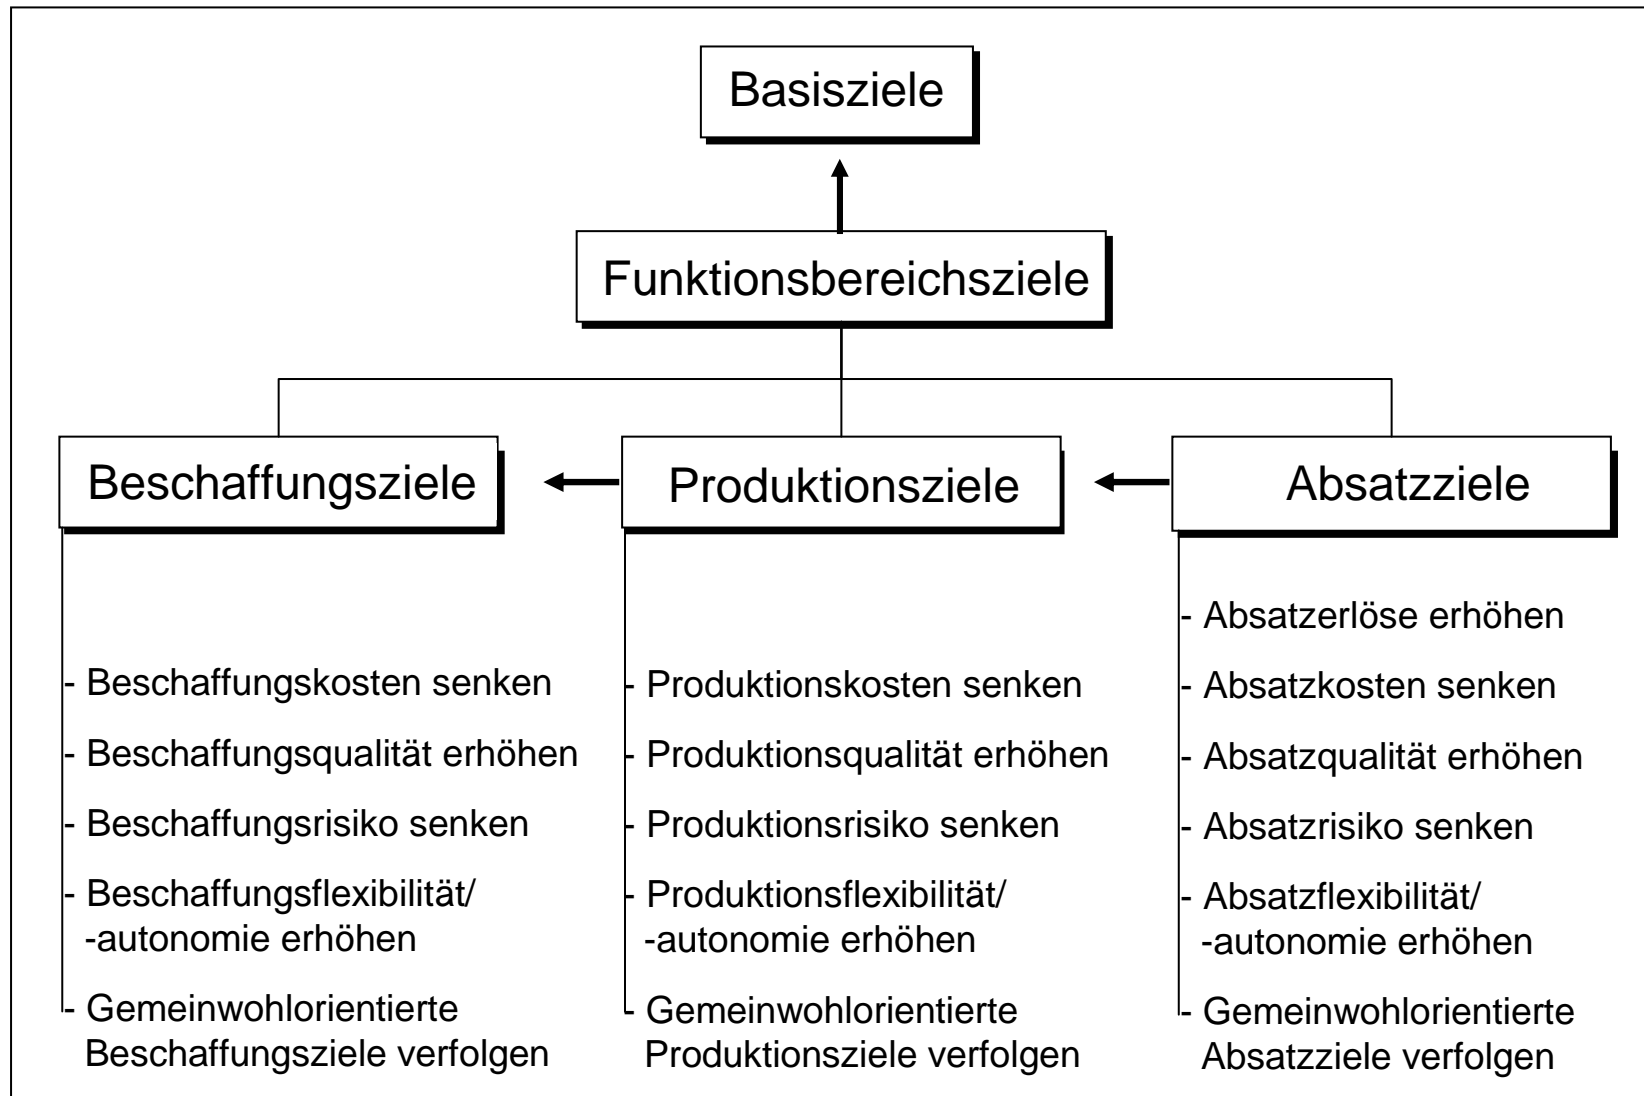 Basisziele
Funktionsbereichsziele
Beschaffungsziele
- Beschaffungskosten senken
- Beschaffungsqualität erhöhen
- Beschaffungsrisiko senken
- Beschaffungsflexibilität/
-autonomie erhöhen
- Gemeinwohlorientierte
Beschaffungsziele verfolgen
Produktionsziele
- Produktionskosten senken
- Produktionsqualität erhöhen
- Produktionsrisiko senken
- Produktionsflexibilität/
-autonomie erhöhen
- Gemeinwohlorientierte
Produktionsziele verfolgen
Absatzziele
- Absatzerlöse erhöhen
- Absatzkosten senken
- Absatzqualität erhöhen
- Absatzrisiko senken
- Absatzflexibilität/
-autonomie erhöhen
- Gemeinwohlorientierte
Absatzziele verfolgen